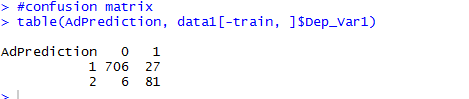 > #confusion matrix
> table(AdPrediction, data1[-train, ]$Dep_Var1)
AdPrediction   0   1
           1 706  27
           2   6  81
>